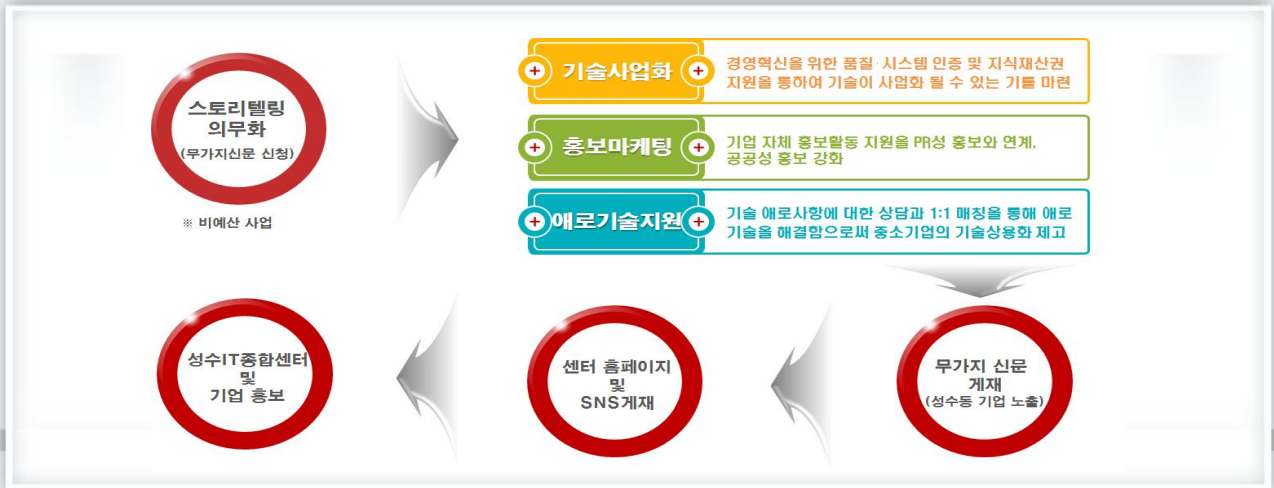 스토리텔링
의무화
(무가지신문 신청)
※ 비예산 사업
기술사업화
경영혁신을 위한 품질·시스템 인증 및 지식재산권
지원을 통하여 기술이 사업화 될 수 있는 기틀 마련
홍보마케팅
기업 자체 홍보활동 지원을 PR성 홍보와 연계,
공공성 홍보 강화
애로기술지원
기술 애로사항에 대한 상담과 1:1 매칭을 통해 애로
기술을 해결함으로써 중소기업의 기술상용화 제고
무가지 신문
게재
(성수동 기업 노출)
센터 홈페이지
및
SNS게재
성수IT종합센터
및
기업 홍보